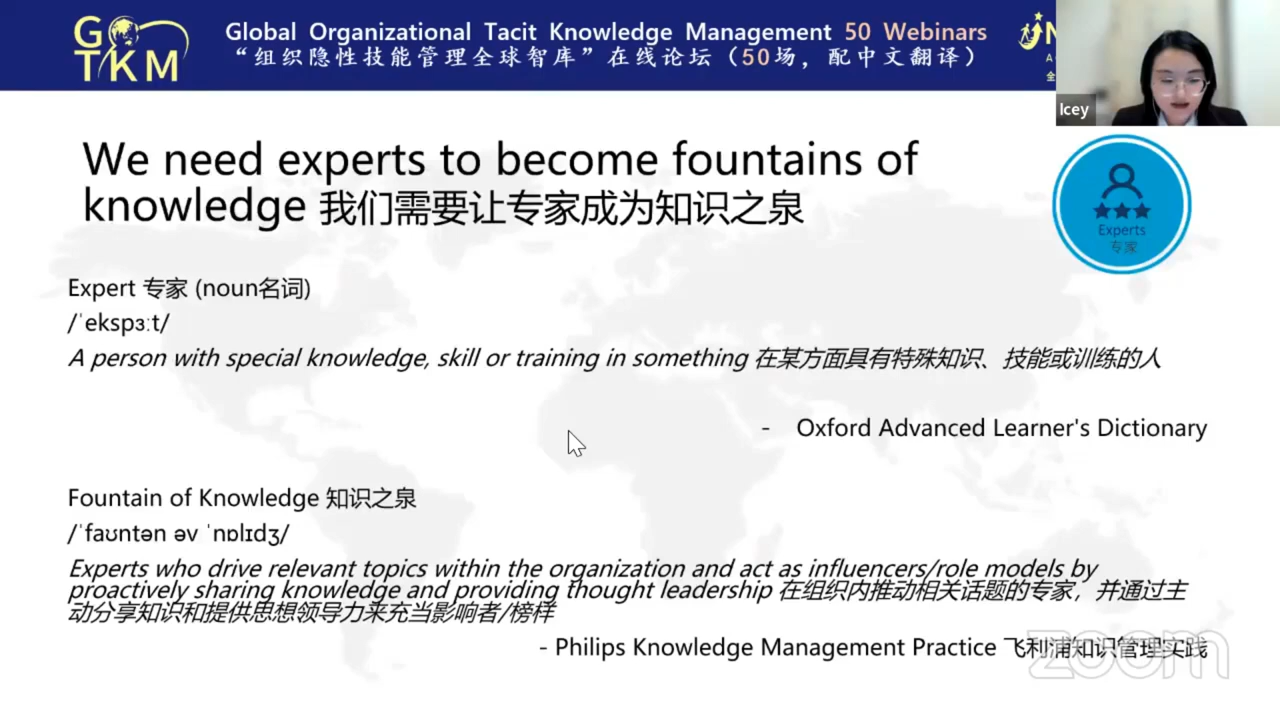 GO TKM
Global Organizational Tacit Knowledge Management 50 Webinars
“组织隐性技能管理全球智库”在线论坛（50场，配中文翻译）
N
A
全
Icey
We need experts to become fountains of
knowledge 我们需要让专家成为知识之泉
Experts
专家
Expert 专家 (noun名词)
/ˈekspɜːt/
A person with special knowledge, skill or training in something 在某方面具有特殊知识、技能或训练的人
- Oxford Advanced Learner's Dictionary
Fountain of Knowledge 知识之泉
/ˈfaʊntən əv ˈnɒlɪdʒ/
Experts who drive relevant topics within the organization and act as influencers/role models by
proactively sharing knowledge and providing thought leadership 在组织内推动相关话题的专家，并通过主
动分享知识和提供思想领导力来充当影响者/榜样
- Philips Knowledge Management Practice 飞利浦知识管理实践
zoom